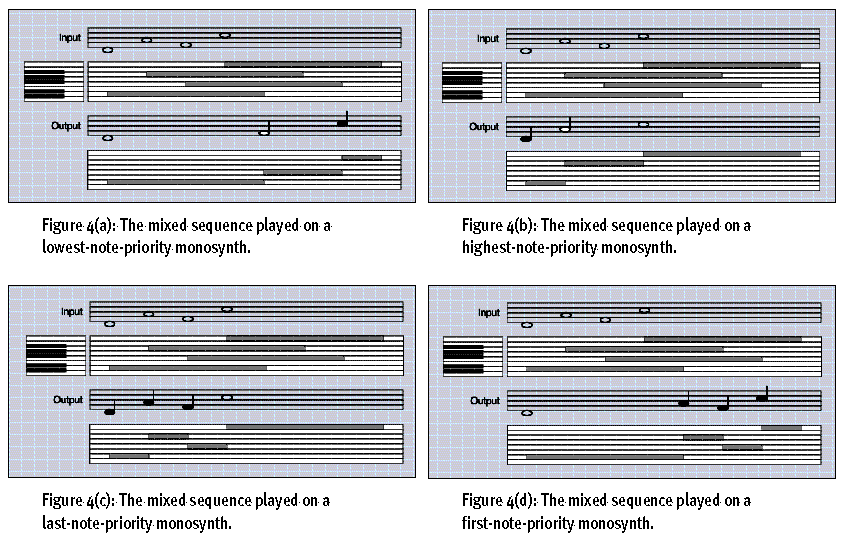 Input
Output
Figure 4(a): The mixed sequence played on a
lowest-note-priority monosynth.
Input
Output
Figure 4(b): The mixed sequence played on a
highest-note-priority monosynth.
Input
Output
Figure 4(c): The mixed sequence played on a
last-note-priority monosynth.
Input
Output
Figure 4(d): The mixed sequence played on a
first-note-priority monosynth.